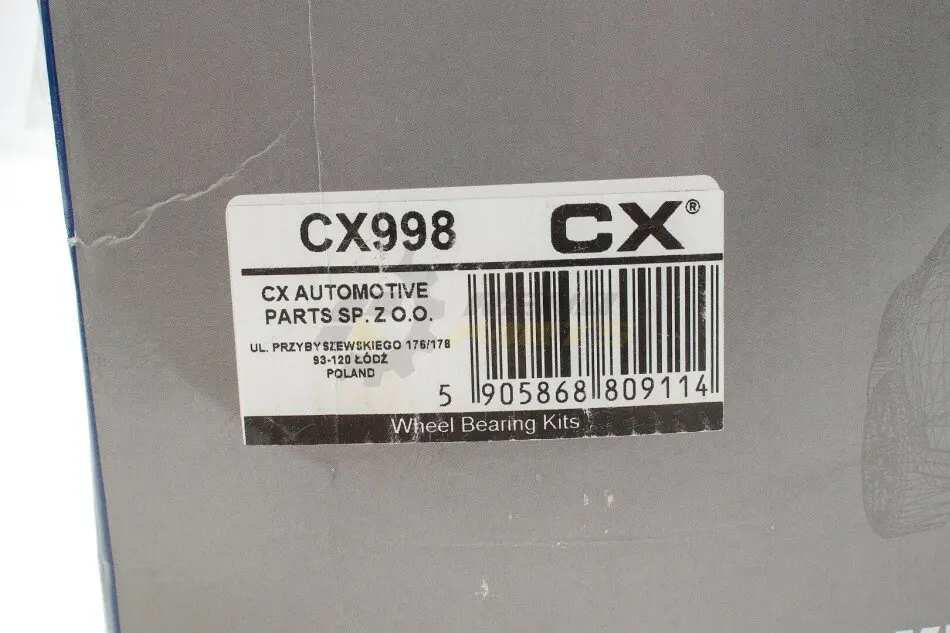 CX998
CX®
CX AUTOMOTIVE
PARTS SP. Z O.O.
UL. PRZYBYSZEWSKIEGO 176/178
93-120 ŁÓDŹ
POLAND
5 905868 809114
Wheel Bearing Kits